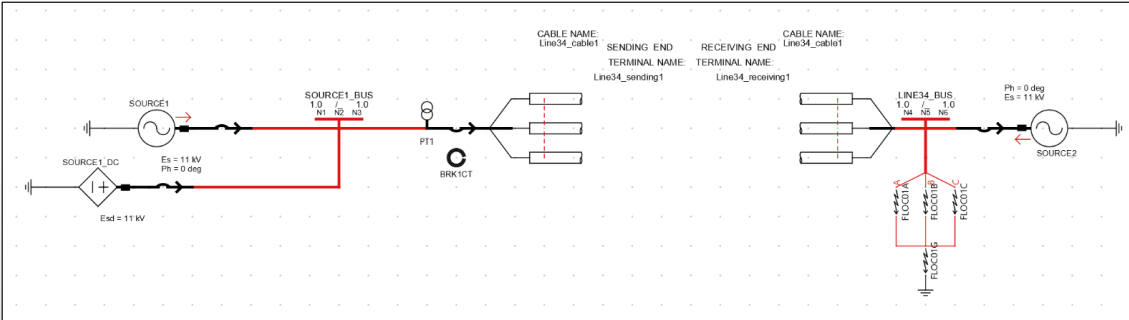 CABLE NAME:
Line34_cable1
SENDING END
TERMINAL NAME:
Line34_sending1
RECEIVING END
TERMINAL NAME:
Line34_receiving1
CABLE NAME:
Line34_cable1
SOURCE1
Es = 11 kV
Ph = 0 deg
SOURCE1_DC
Esd = 11 kV
SOURCE1_BUS
1.0 /_ 1.0
N1 N2 N3
PT1
BRK1CT
LINE34_BUS
1.0 /_ 1.0
N4 N5 N6
Ph = 0 deg
Es = 11 kV
SOURCE2
A
B
C
FLOC01A
FLOC01B
FLOC01C
FLOC01G